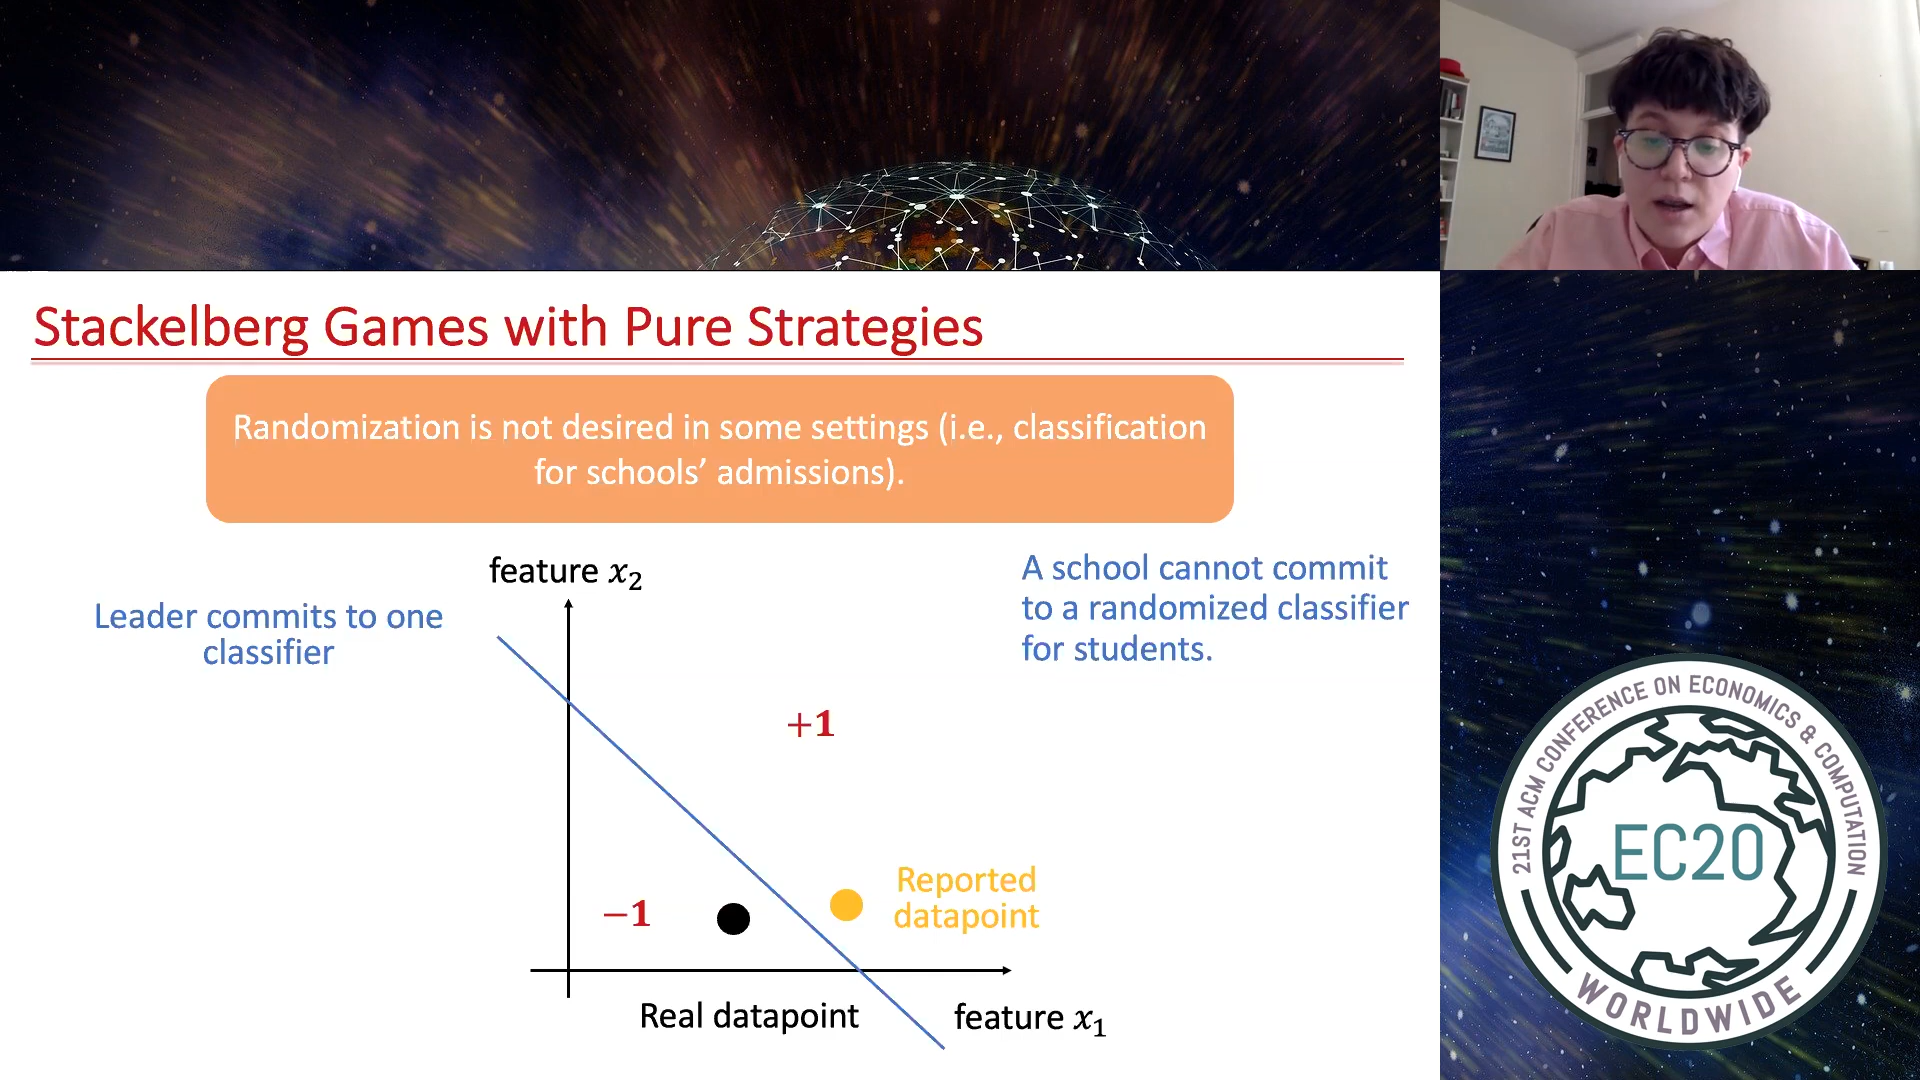 Stackelberg Games with Pure Strategies
Randomization is not desired in some settings (i.e., classification
for schools’ admissions).
feature x₂
Leader commits to one
classifier
A school cannot commit
to a randomized classifier
for students.
+1
−1
Reported
datapoint
Real datapoint
feature x₁
21ST ACM CONFERENCE ON ECONOMICS & COMPUTATION
EC20
WORLDWIDE